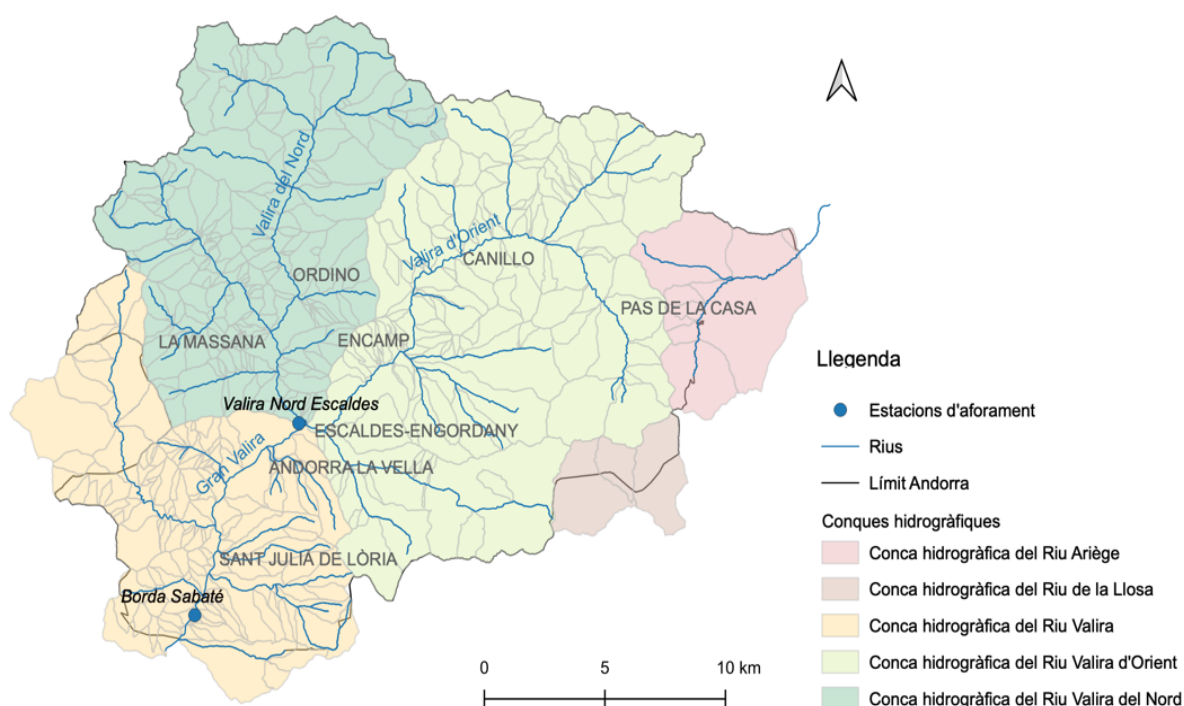 Valira del Nord
Valira d'Orient
CANILLO
ORDINO
PAS DE LA CASA
LA MASSANA
ENCAMP
Valira Nord Escaldes
ESCALDES-ENGORDANY
Gran Valira
ANDORRA LA VELLA
SANT JULIÀ DE LÒRIA
Borda Sabaté
Llegenda
Estacions d'aforament
Rius
Límit Andorra
Conques hidrogràfiques
Conca hidrogràfica del Riu Ariège
Conca hidrogràfica del Riu de la Llosa
Conca hidrogràfica del Riu Valira
Conca hidrogràfica del Riu Valira d'Orient
Conca hidrogràfica del Riu Valira del Nord
0 5 10 km